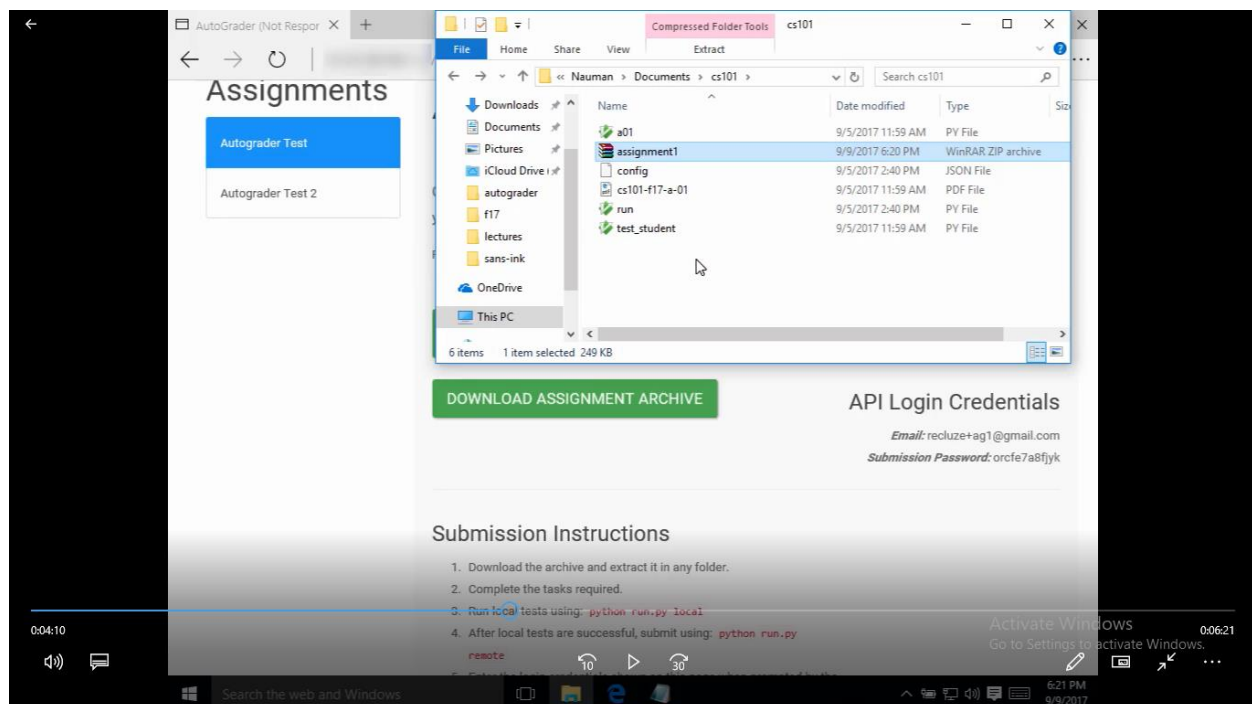 AutoGrader (Not Respor
Compressed Folder Tools
cs101
File
Home
Share
View
Extract
« Nauman > Documents > cs101 >
Search cs101
Assignments
Autograder Test
Autograder Test 2
Downloads
Documents
Pictures
iCloud Drive
autograder
f17
lectures
sans-ink
OneDrive
This PC
Name Date modified Type Siz
a01 9/5/2017 11:59 AM PY File
assignment1 9/9/2017 6:20 PM WinRAR ZIP archive
config 9/5/2017 2:40 PM JSON File
cs101-f17-a-01 9/5/2017 11:59 AM PDF File
run 9/5/2017 2:40 PM PY File
test_student 9/5/2017 11:59 AM PY File
6 items 1 item selected 249 KB
DOWNLOAD ASSIGNMENT ARCHIVE
API Login Credentials
Email: recluze+ag1@gmail.com
Submission Password: orcfe7a8fjyk
Submission Instructions
1. Download the archive and extract it in any folder.
2. Complete the tasks required.
3. Run local tests using: python run.py local
4. After local tests are successful, submit using: python run.py
remote
Activate Windows
Go to Settings to activate Windows.
0:04:10
0:06:21
10
30
Search the web and Windows
6:21 PM
9/9/2017